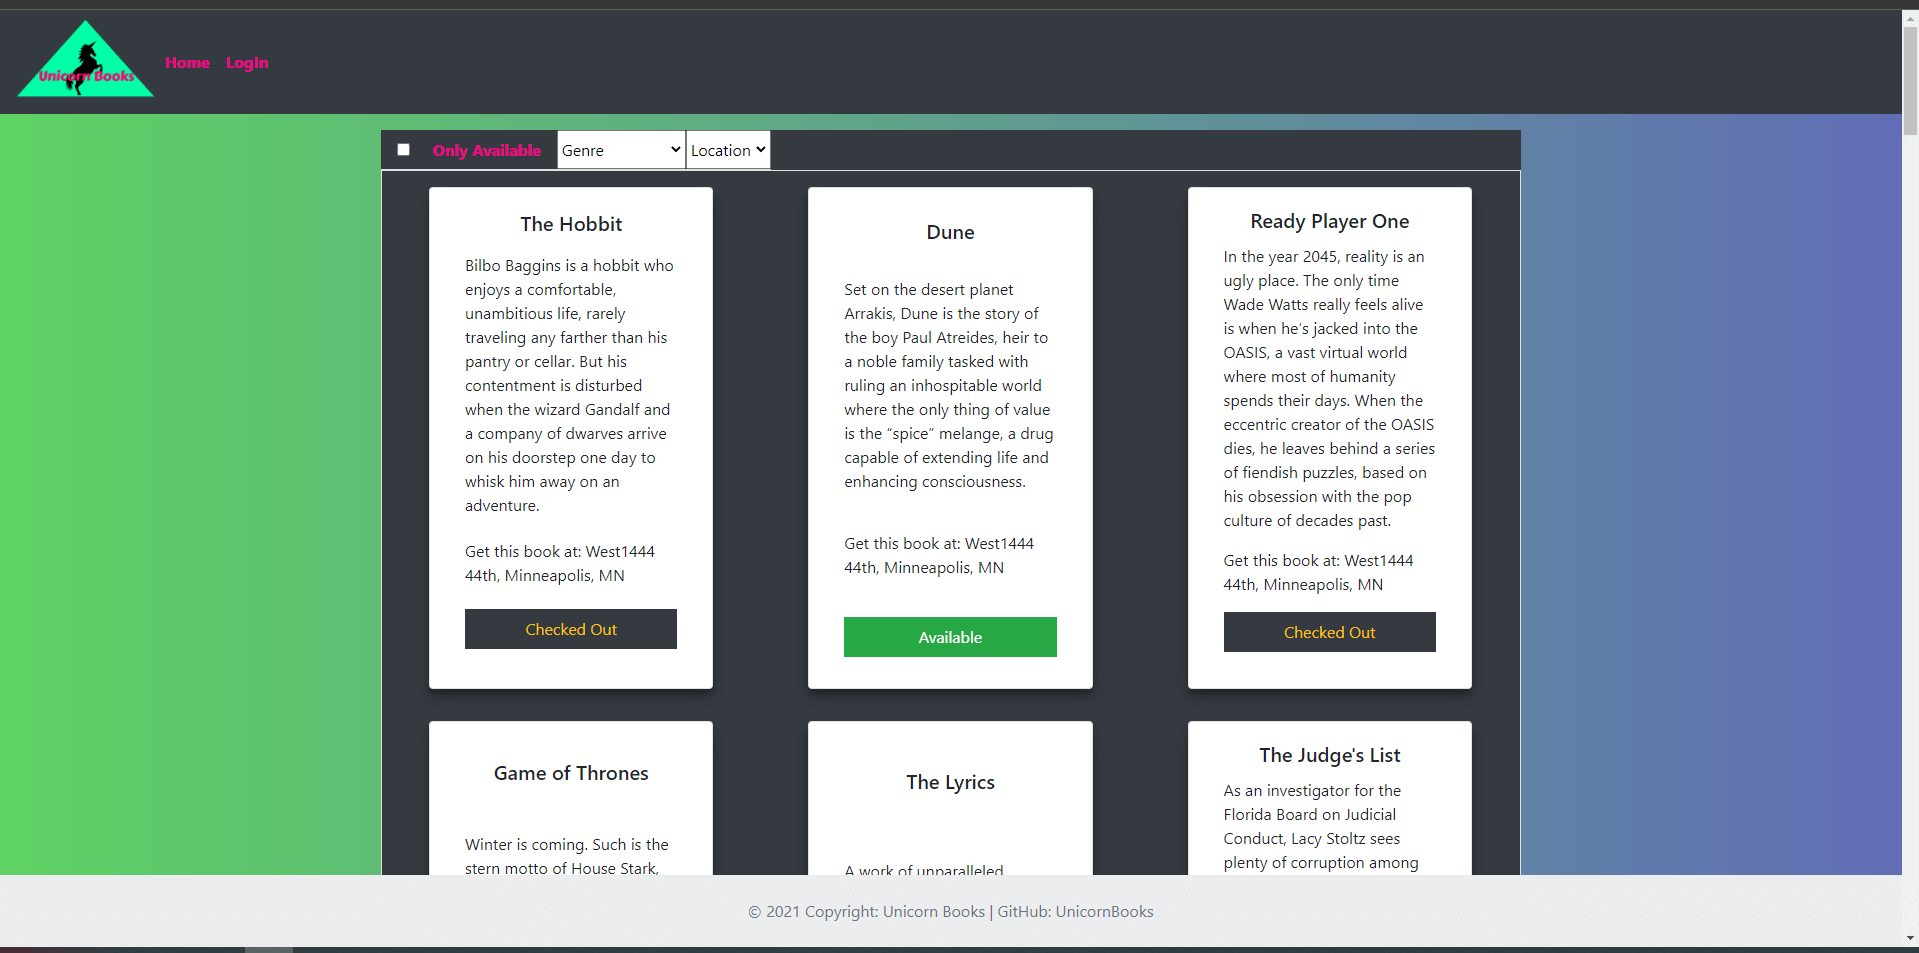 Unicorn Books
Home LogIn
Only Available Genre Location
The Hobbit
Bilbo Baggins is a hobbit who
enjoys a comfortable,
unambitious life, rarely
traveling any farther than his
pantry or cellar. But his
contentment is disturbed
when the wizard Gandalf and
a company of dwarves arrive
on his doorstep one day to
whisk him away on an
adventure.
Get this book at: West1444
44th, Minneapolis, MN
Checked Out
Dune
Set on the desert planet
Arrakis, Dune is the story of
the boy Paul Atreides, heir to
a noble family tasked with
ruling an inhospitable world
where the only thing of value
is the “spice” melange, a drug
capable of extending life and
enhancing consciousness.
Get this book at: West1444
44th, Minneapolis, MN
Available
Ready Player One
In the year 2045, reality is an
ugly place. The only time
Wade Watts really feels alive
is when he’s jacked into the
OASIS, a vast virtual world
where most of humanity
spends their days. When the
eccentric creator of the OASIS
dies, he leaves behind a series
of fiendish puzzles, based on
his obsession with the pop
culture of decades past.
Get this book at: West1444
44th, Minneapolis, MN
Checked Out
Game of Thrones
Winter is coming. Such is the
stern motto of House Stark,
The Lyrics
A work of unparalleled
The Judge's List
As an investigator for the
Florida Board on Judicial
Conduct, Lacy Stoltz sees
plenty of corruption among
© 2021 Copyright: Unicorn Books | GitHub: UnicornBooks